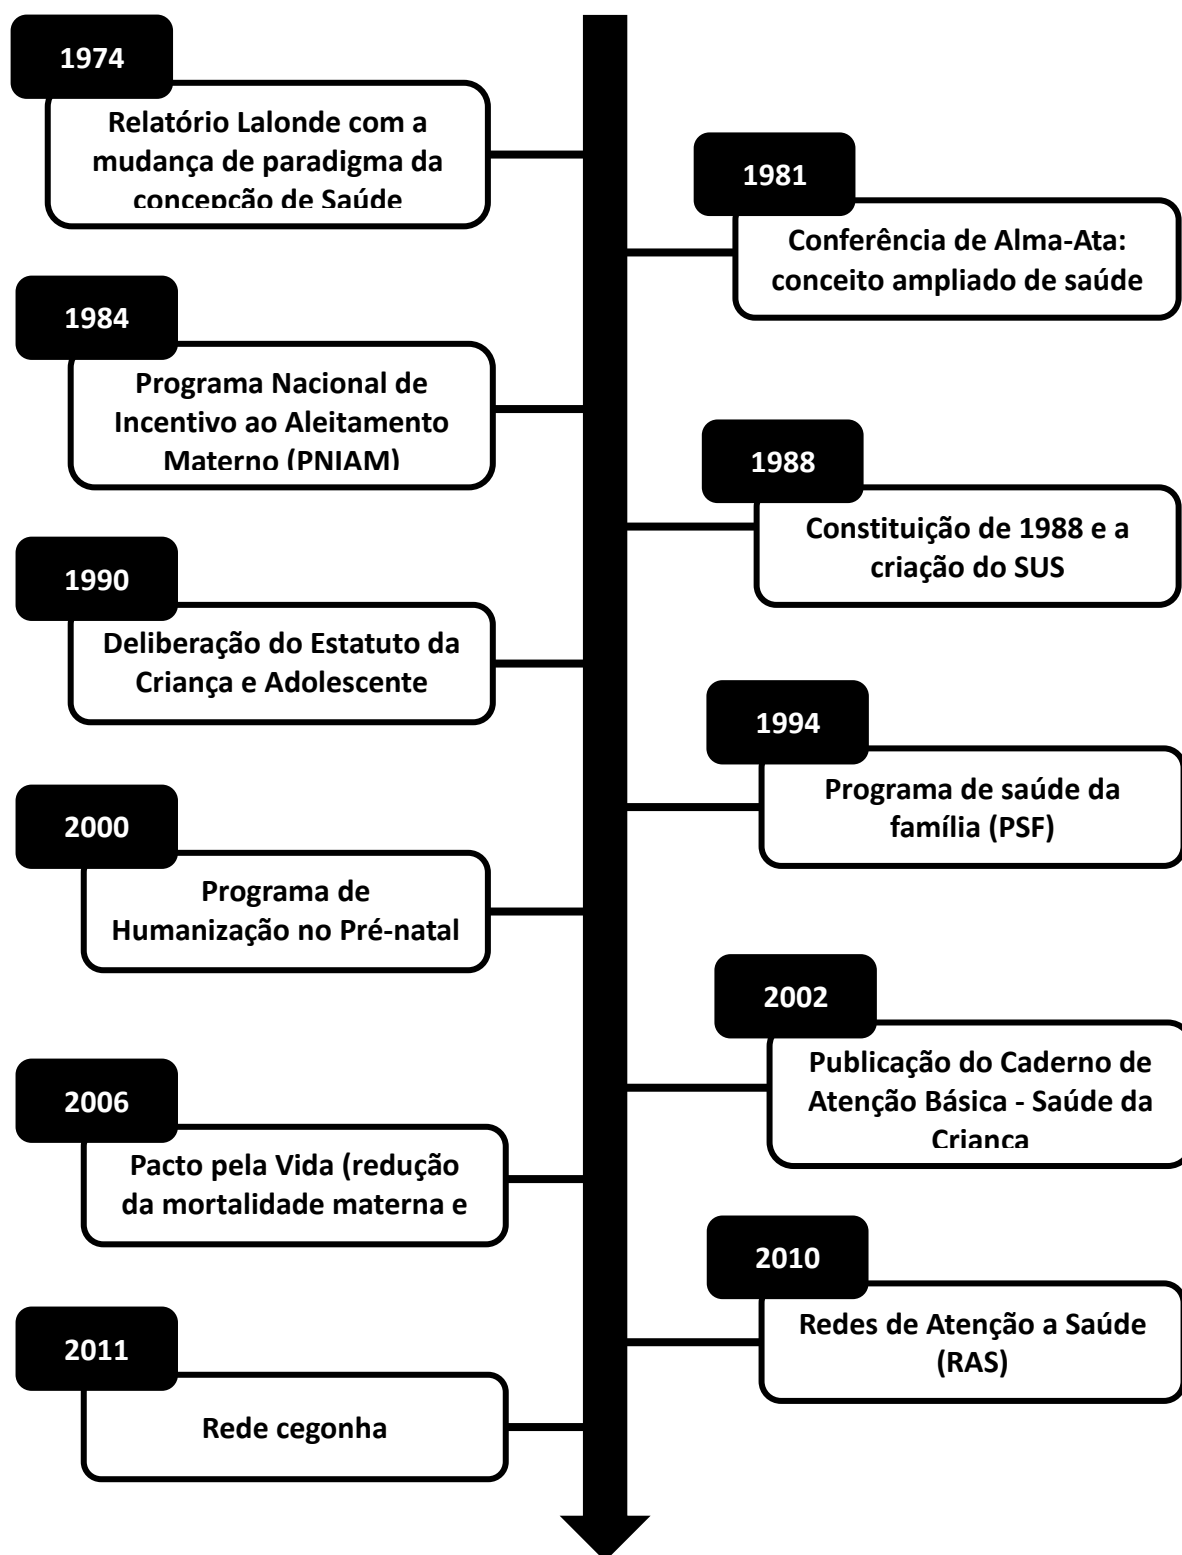 1974
Relatório Lalonde com a
mudança de paradigma da
concepção de Saúde
1981
Conferência de Alma-Ata:
conceito ampliado de saúde
1984
Programa Nacional de
Incentivo ao Aleitamento
Materno (PNIAM)
1988
Constituição de 1988 e a
criação do SUS
1990
Deliberação do Estatuto da
Criança e Adolescente
1994
Programa de saúde da
família (PSF)
2000
Programa de
Humanização no Pré-natal
2002
Publicação do Caderno de
Atenção Básica - Saúde da
Criança
2006
Pacto pela Vida (redução
da mortalidade materna e
2010
Redes de Atenção a Saúde
(RAS)
2011
Rede cegonha